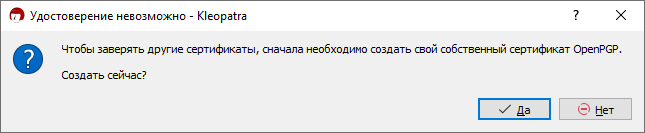 Удостоверение невозможно - Kleopatra
Чтобы заверять другие сертификаты, сначала необходимо создать свой собственный сертификат OpenPGP.
Создать сейчас?
Да
Нет